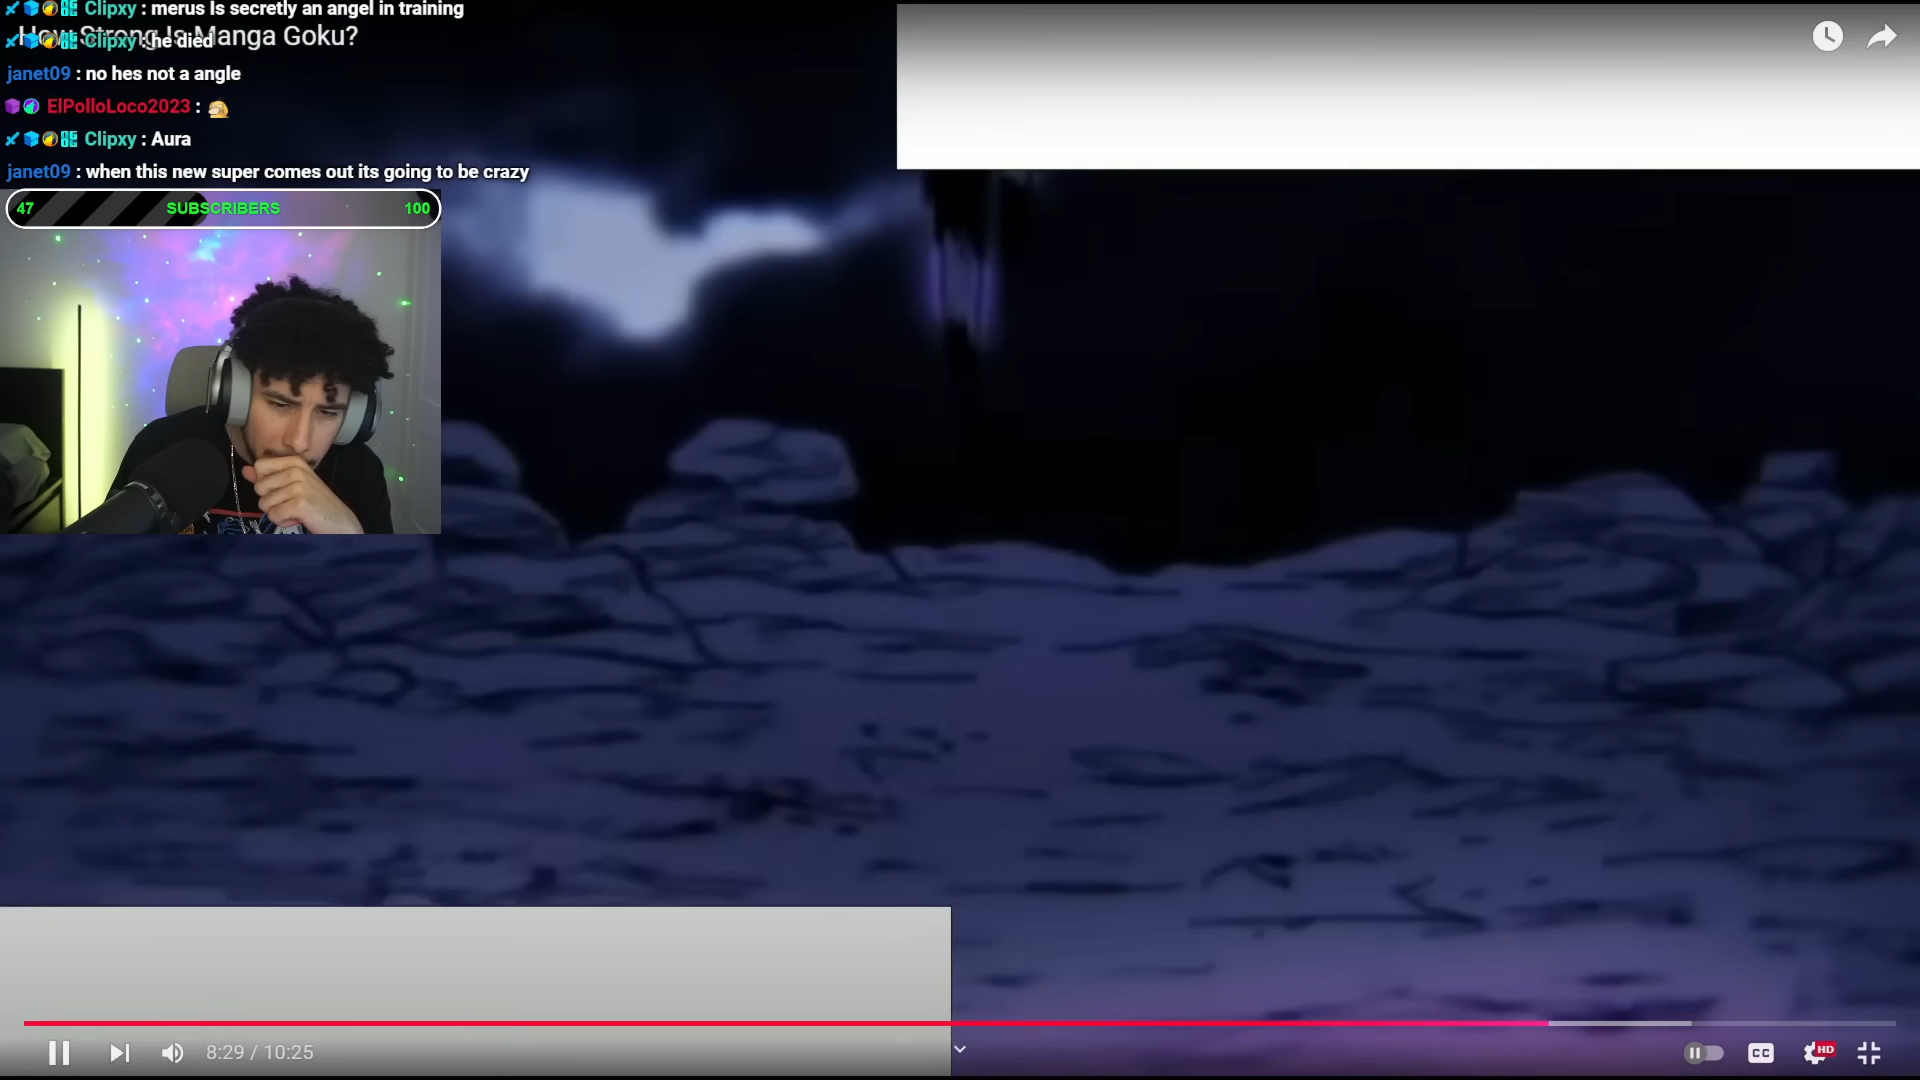 Clipxy : merus Is secretly an angel in training
How Strong Is Manga Goku?
Clipxy : he died
janet09 : no hes not a angle
ElPolloLoco2023 :
Clipxy : Aura
janet09 : when this new super comes out its going to be crazy
47 SUBSCRIBERS 100
8:29 / 10:25
CC
HD